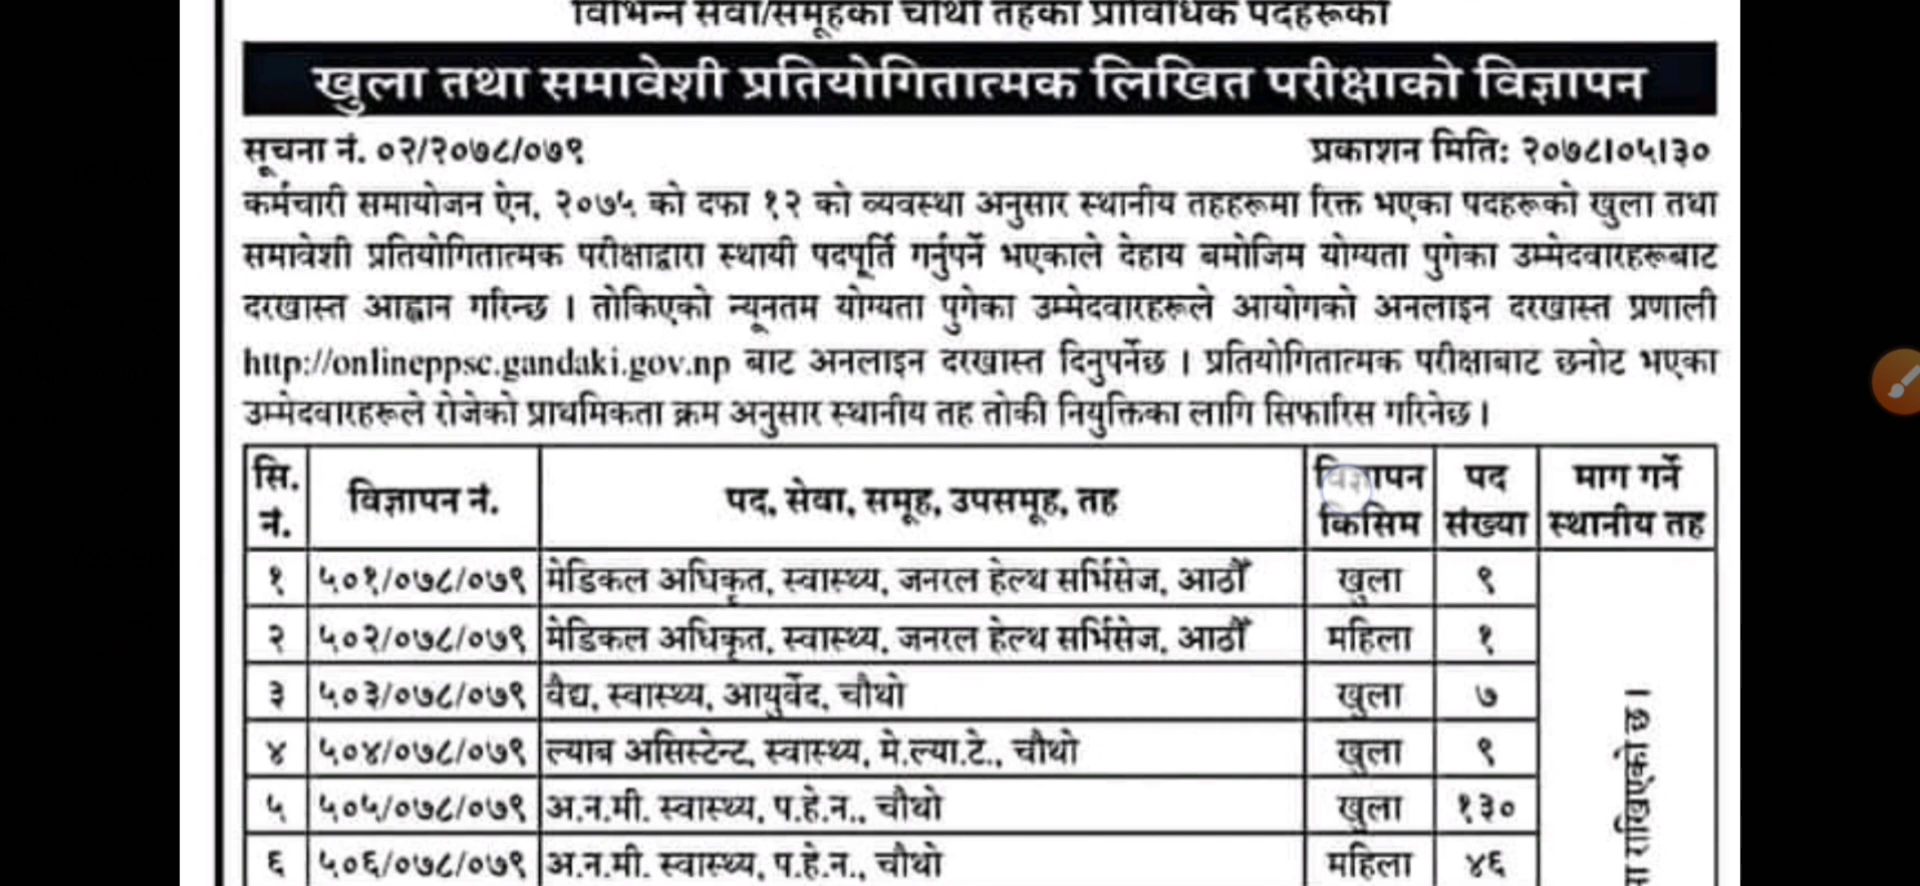 विभिन्न सेवा/समूहका चौथो तहका प्राविधिक पदहरूको
खुला तथा समावेशी प्रतियोगितात्मक लिखित परीक्षाको विज्ञापन
सूचना नं. ०२/२०७८/०७९ प्रकाशन मितिः २०७८।०५।३०
कर्मचारी समायोजन ऐन, २०७५ को दफा १२ को व्यवस्था अनुसार स्थानीय तहहरूमा रिक्त भएका पदहरूको खुला तथा
समावेशी प्रतियोगितात्मक परीक्षाद्वारा स्थायी पदपूर्ति गर्नुपर्ने भएकाले देहाय बमोजिम योग्यता पुगेका उम्मेदवारहरूबाट
दरखास्त आह्वान गरिन्छ । तोकिएको न्यूनतम योग्यता पुगेका उम्मेदवारहरूले आयोगको अनलाइन दरखास्त प्रणाली
http://onlineppsc.gandaki.gov.np बाट अनलाइन दरखास्त दिनुपर्नेछ । प्रतियोगितात्मक परीक्षाबाट छनोट भएका
उम्मेदवारहरूले रोजेको प्राथमिकता क्रम अनुसार स्थानीय तह तोकी नियुक्तिका लागि सिफारिस गरिनेछ ।
सि. नं. विज्ञापन नं. पद, सेवा, समूह, उपसमूह, तह विज्ञापन किसिम पद संख्या माग गर्ने स्थानीय तह
१ ५०१/०७८/०७९ मेडिकल अधिकृत, स्वास्थ्य, जनरल हेल्थ सर्भिसेज, आठौँ खुला ९
२ ५०२/०७८/०७९ मेडिकल अधिकृत, स्वास्थ्य, जनरल हेल्थ सर्भिसेज, आठौँ महिला १
३ ५०३/०७८/०७९ वैद्य, स्वास्थ्य, आयुर्वेद, चौथो खुला ७
४ ५०४/०७८/०७९ ल्याब असिस्टेन्ट, स्वास्थ्य, मे.ल्या.टे., चौथो खुला ९
५ ५०५/०७८/०७९ अ.न.मी. स्वास्थ्य, प.हे.न., चौथो खुला १३०
६ ५०६/०७८/०७९ अ.न.मी. स्वास्थ्य, प.हे.न., चौथो महिला ४६
राखिएको छ ।